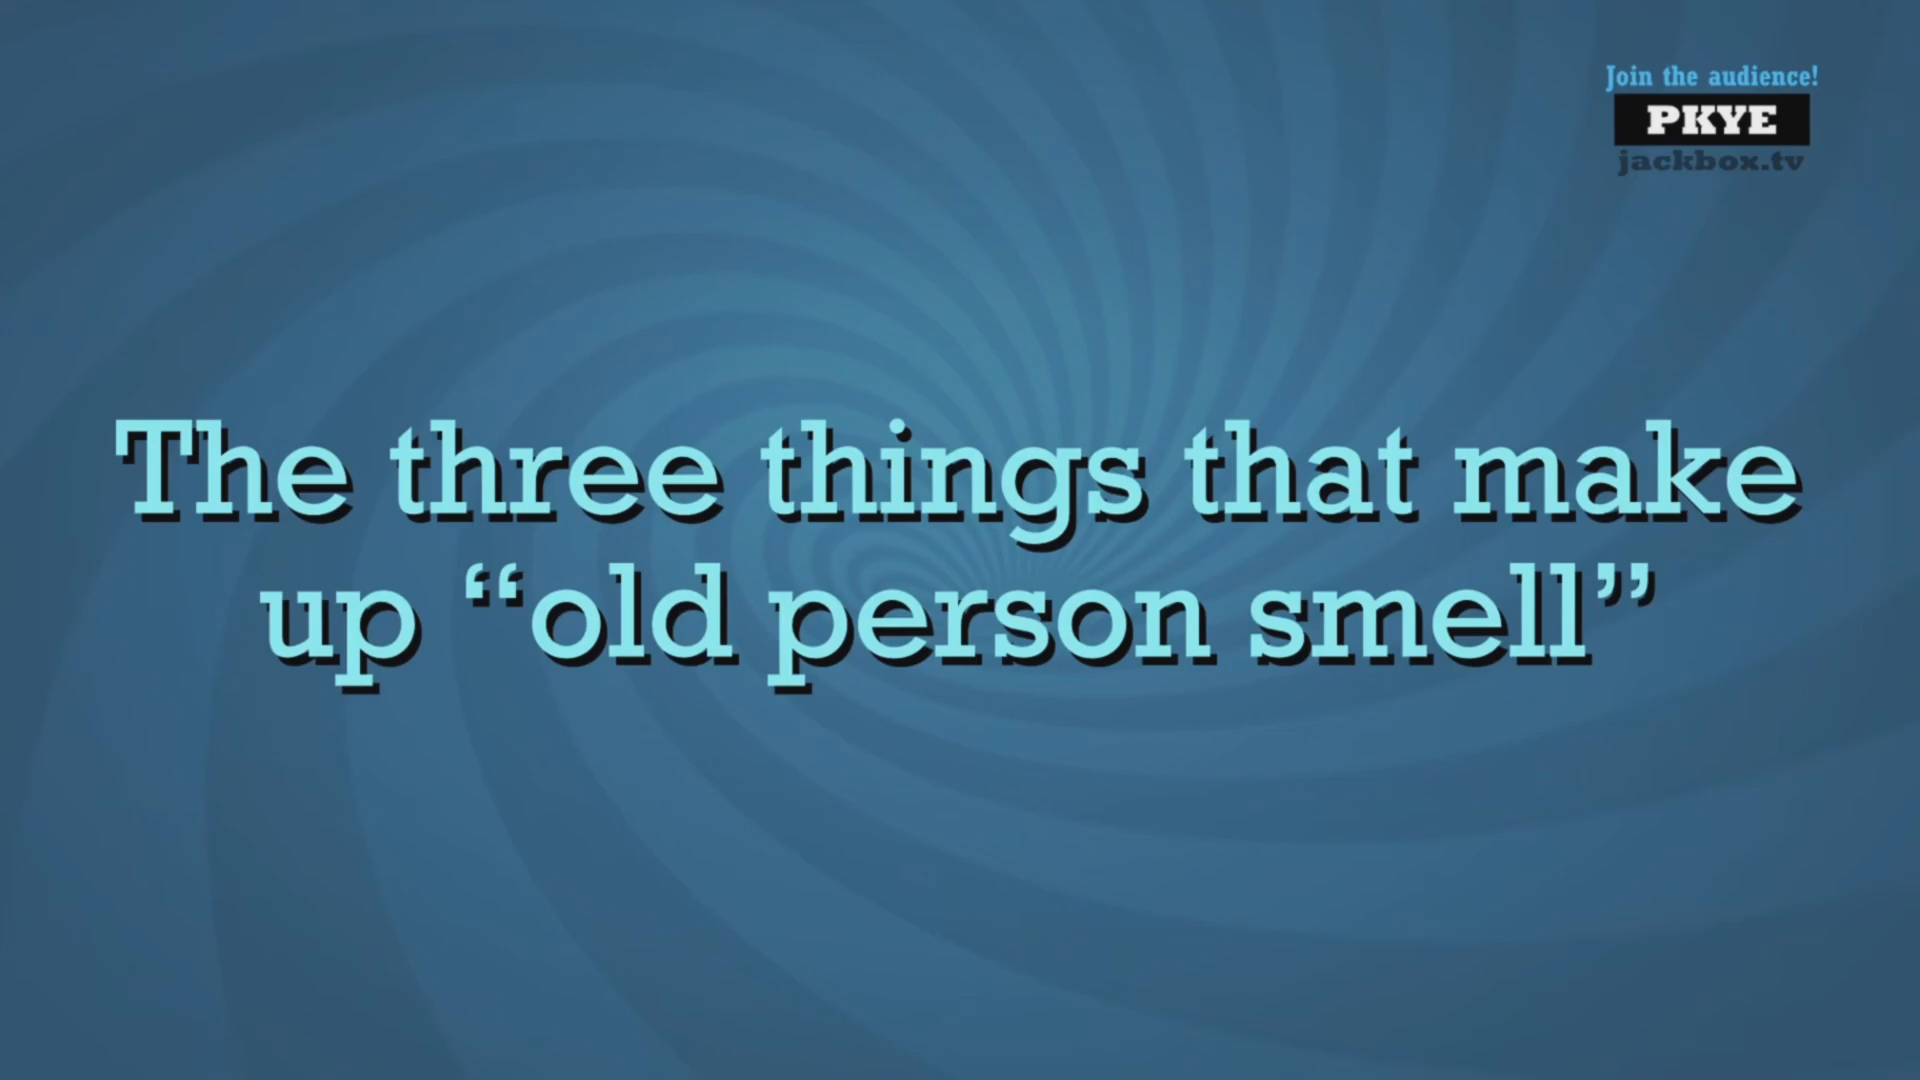 Join the audience!
PKYE
jackbox.tv
The three things that make
up “old person smell”